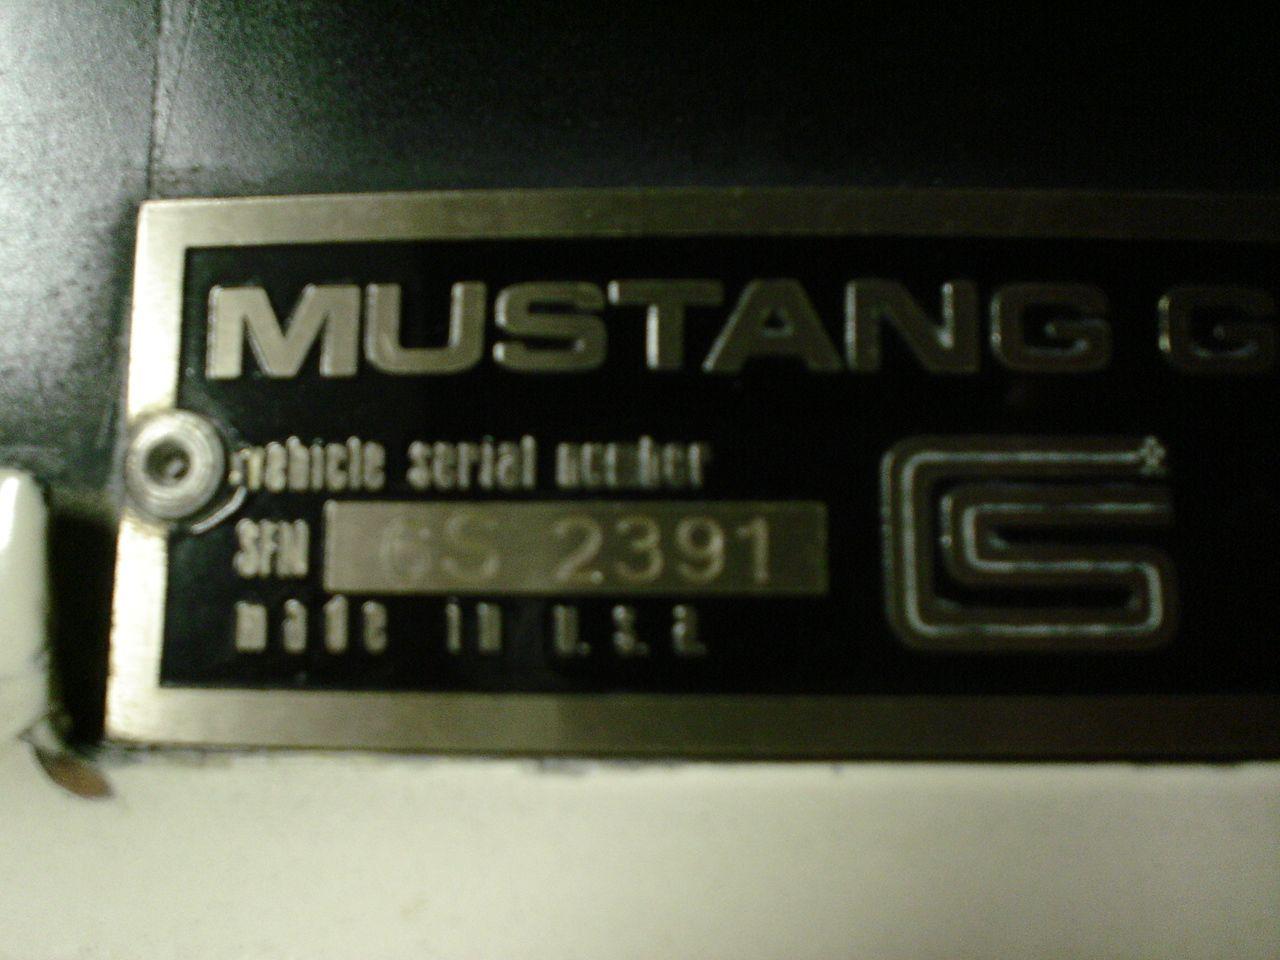 MUSTANG G
vehicle serial number
SFM 6S 2391
made in u.s.a.